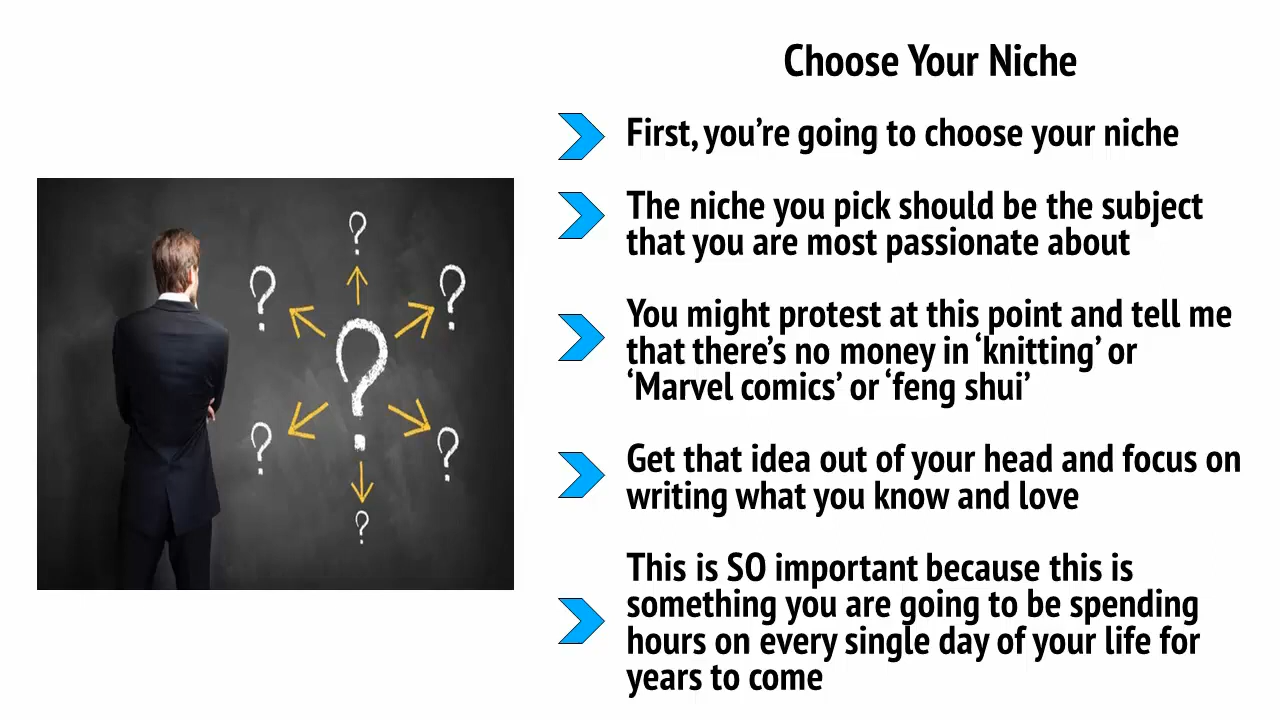 Choose Your Niche
First, you’re going to choose your niche
The niche you pick should be the subject
that you are most passionate about
You might protest at this point and tell me
that there’s no money in ‘knitting’ or
‘Marvel comics’ or ‘feng shui’
Get that idea out of your head and focus on
writing what you know and love
This is SO important because this is
something you are going to be spending
hours on every single day of your life for
years to come
?
? ?
?
? ?
?